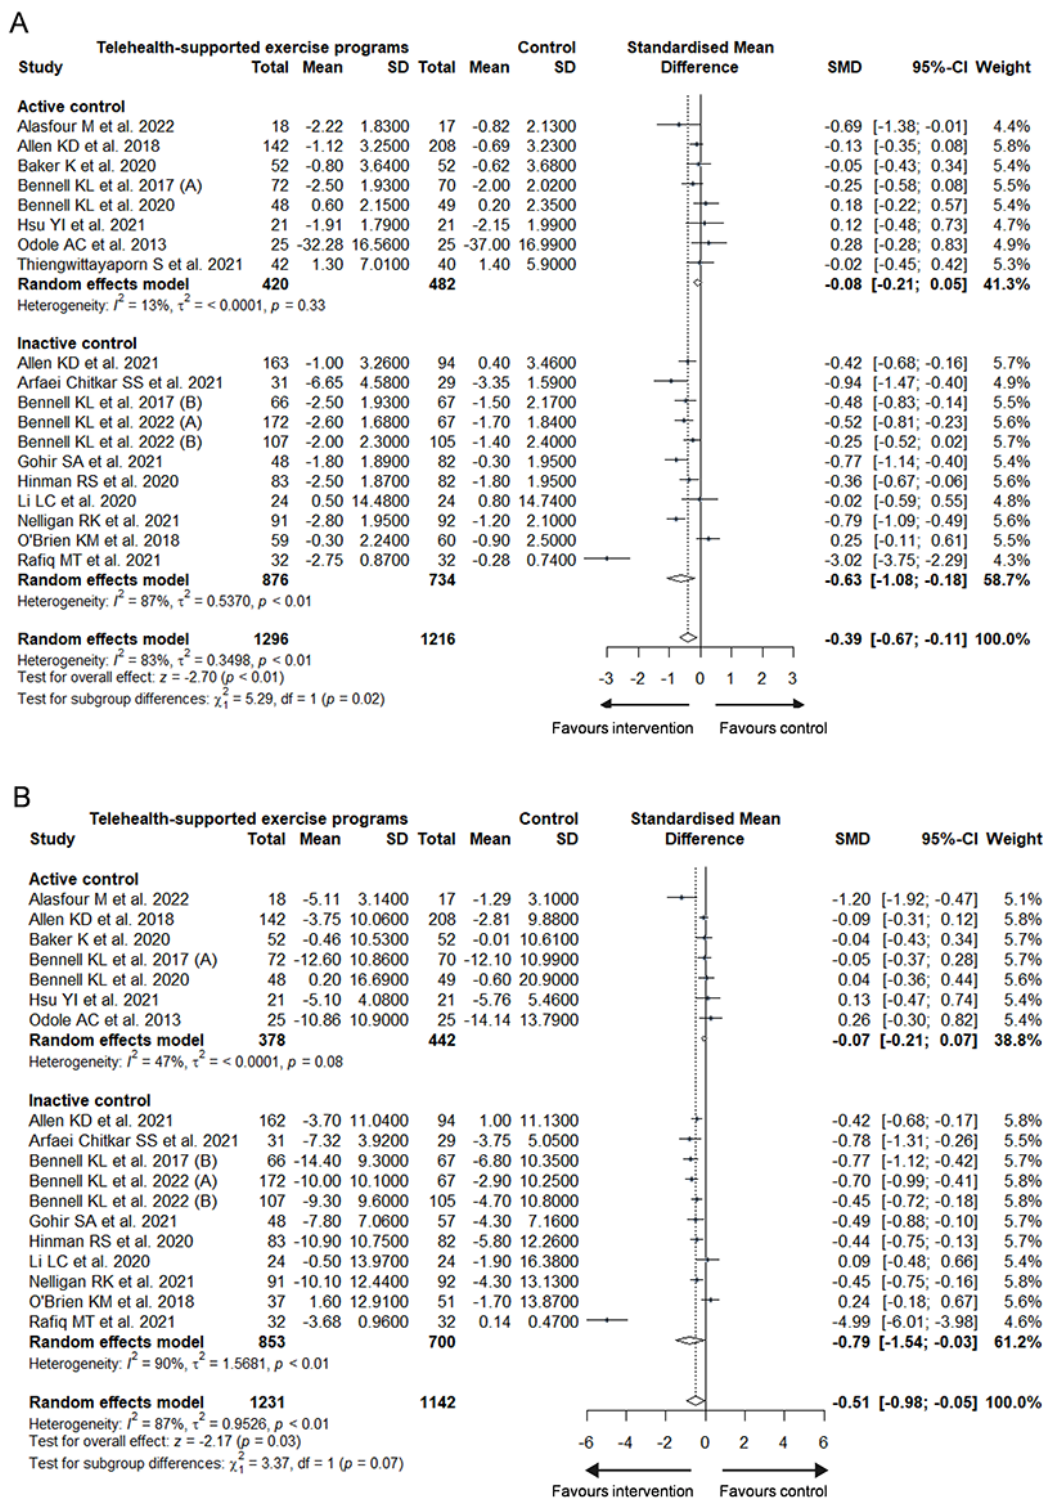 A
Telehealth-supported exercise programs Control Standardised Mean
Study Total Mean SD Total Mean SD Difference SMD 95%-CI Weight
Active control
Alasfour M et al. 2022 18 -2.22 1.8300 17 -0.82 2.1300 -0.69 [-1.38; -0.01] 4.4%
Allen KD et al. 2018 142 -1.12 3.2500 208 -0.69 3.2300 -0.13 [-0.35; 0.08] 5.8%
Baker K et al. 2020 52 -0.80 3.6400 52 -0.62 3.6800 -0.05 [-0.43; 0.34] 5.4%
Bennell KL et al. 2017 (A) 72 -2.50 1.9300 70 -2.00 2.0200 -0.25 [-0.58; 0.08] 5.5%
Bennell KL et al. 2020 48 0.60 2.1500 49 0.20 2.3500 0.18 [-0.22; 0.57] 5.4%
Hsu YI et al. 2021 21 -1.91 1.7900 21 -2.15 1.9900 0.12 [-0.48; 0.73] 4.7%
Odole AC et al. 2013 25 -32.28 16.5600 25 -37.00 16.9900 0.28 [-0.28; 0.83] 4.9%
Thiengwittayaporn S et al. 2021 42 1.30 7.0100 40 1.40 5.9000 -0.02 [-0.45; 0.42] 5.3%
Random effects model 420 482 -0.08 [-0.21; 0.05] 41.3%
Heterogeneity: I² = 13%, τ² = < 0.0001, p = 0.33
Inactive control
Allen KD et al. 2021 163 -1.00 3.2600 94 0.40 3.4600 -0.42 [-0.68; -0.16] 5.7%
Arfaei Chitkar SS et al. 2021 31 -6.65 4.5800 29 -3.35 1.5900 -0.94 [-1.47; -0.40] 4.9%
Bennell KL et al. 2017 (B) 66 -2.50 1.9300 67 -1.50 2.1700 -0.48 [-0.83; -0.14] 5.5%
Bennell KL et al. 2022 (A) 172 -2.60 1.6800 67 -1.70 1.8400 -0.52 [-0.81; -0.23] 5.6%
Bennell KL et al. 2022 (B) 107 -2.00 2.3000 105 -1.40 2.4000 -0.25 [-0.52; 0.02] 5.7%
Gohir SA et al. 2021 48 -1.80 1.8900 82 -0.30 1.9500 -0.77 [-1.14; -0.40] 5.4%
Hinman RS et al. 2020 83 -2.50 1.8700 82 -1.80 1.9500 -0.36 [-0.67; -0.06] 5.6%
Li LC et al. 2020 24 0.50 14.4800 24 0.80 14.7400 -0.02 [-0.59; 0.55] 4.8%
Nelligan RK et al. 2021 91 -2.80 1.9500 92 -1.20 2.1000 -0.79 [-1.09; -0.49] 5.6%
O'Brien KM et al. 2018 59 -0.30 2.2400 60 -0.90 2.5000 0.25 [-0.11; 0.61] 5.5%
Rafiq MT et al. 2021 32 -2.75 0.8700 32 -0.28 0.7400 -3.02 [-3.75; -2.29] 4.3%
Random effects model 876 734 -0.63 [-1.08; -0.18] 58.7%
Heterogeneity: I² = 87%, τ² = 0.5370, p < 0.01
Random effects model 1296 1216 -0.39 [-0.67; -0.11] 100.0%
Heterogeneity: I² = 83%, τ² = 0.3498, p < 0.01
Test for overall effect: z = -2.70 (p < 0.01)
Test for subgroup differences: χ₁² = 5.29, df = 1 (p = 0.02)
-3 -2 -1 0 1 2 3
Favours intervention Favours control
B
Telehealth-supported exercise programs Control Standardised Mean
Study Total Mean SD Total Mean SD Difference SMD 95%-CI Weight
Active control
Alasfour M et al. 2022 18 -5.11 3.1400 17 -1.29 3.1000 -1.20 [-1.92; -0.47] 5.1%
Allen KD et al. 2018 142 -3.75 10.0600 208 -2.81 9.8800 -0.09 [-0.31; 0.12] 5.8%
Baker K et al. 2020 52 -0.46 10.5300 52 -0.01 10.6100 -0.04 [-0.43; 0.34] 5.7%
Bennell KL et al. 2017 (A) 72 -12.60 10.8600 70 -12.10 10.9900 -0.05 [-0.37; 0.28] 5.7%
Bennell KL et al. 2020 48 0.20 16.6900 49 -0.60 20.9000 0.04 [-0.36; 0.44] 5.6%
Hsu YI et al. 2021 21 -5.10 4.0800 21 -5.76 5.4600 0.13 [-0.47; 0.74] 5.4%
Odole AC et al. 2013 25 -10.86 10.9000 25 -14.14 13.7900 0.26 [-0.30; 0.82] 5.4%
Random effects model 378 442 -0.07 [-0.21; 0.07] 38.8%
Heterogeneity: I² = 47%, τ² = < 0.0001, p = 0.08
Inactive control
Allen KD et al. 2021 162 -3.70 11.0400 94 1.00 11.1300 -0.42 [-0.68; -0.17] 5.8%
Arfaei Chitkar SS et al. 2021 31 -7.32 3.9200 29 -3.75 5.0500 -0.78 [-1.31; -0.26] 5.5%
Bennell KL et al. 2017 (B) 66 -14.40 9.3000 67 -6.80 10.3500 -0.77 [-1.12; -0.42] 5.7%
Bennell KL et al. 2022 (A) 172 -10.00 10.1000 67 -2.90 10.2500 -0.70 [-0.99; -0.41] 5.8%
Bennell KL et al. 2022 (B) 107 -9.30 9.6000 105 -4.70 10.8000 -0.45 [-0.72; -0.18] 5.8%
Gohir SA et al. 2021 48 -7.80 7.0600 57 -4.30 7.1600 -0.49 [-0.88; -0.10] 5.7%
Hinman RS et al. 2020 83 -10.90 10.7500 82 -5.80 12.2600 -0.44 [-0.75; -0.13] 5.7%
Li LC et al. 2020 24 -0.50 13.9700 24 -1.90 16.3800 0.09 [-0.48; 0.66] 5.4%
Nelligan RK et al. 2021 91 -10.10 12.4400 92 -4.30 13.1300 -0.45 [-0.75; -0.16] 5.8%
O'Brien KM et al. 2018 37 1.60 12.9100 51 -1.70 13.8700 0.24 [-0.18; 0.67] 5.6%
Rafiq MT et al. 2021 32 -3.68 0.9600 32 0.14 0.4700 -4.99 [-6.01; -3.98] 4.6%
Random effects model 853 700 -0.79 [-1.54; -0.03] 61.2%
Heterogeneity: I² = 90%, τ² = 1.5681, p < 0.01
Random effects model 1231 1142 -0.51 [-0.98; -0.05] 100.0%
Heterogeneity: I² = 87%, τ² = 0.9526, p < 0.01
Test for overall effect: z = -2.17 (p = 0.03)
Test for subgroup differences: χ₁² = 3.37, df = 1 (p = 0.07)
-6 -4 -2 0 2 4 6
Favours intervention Favours control